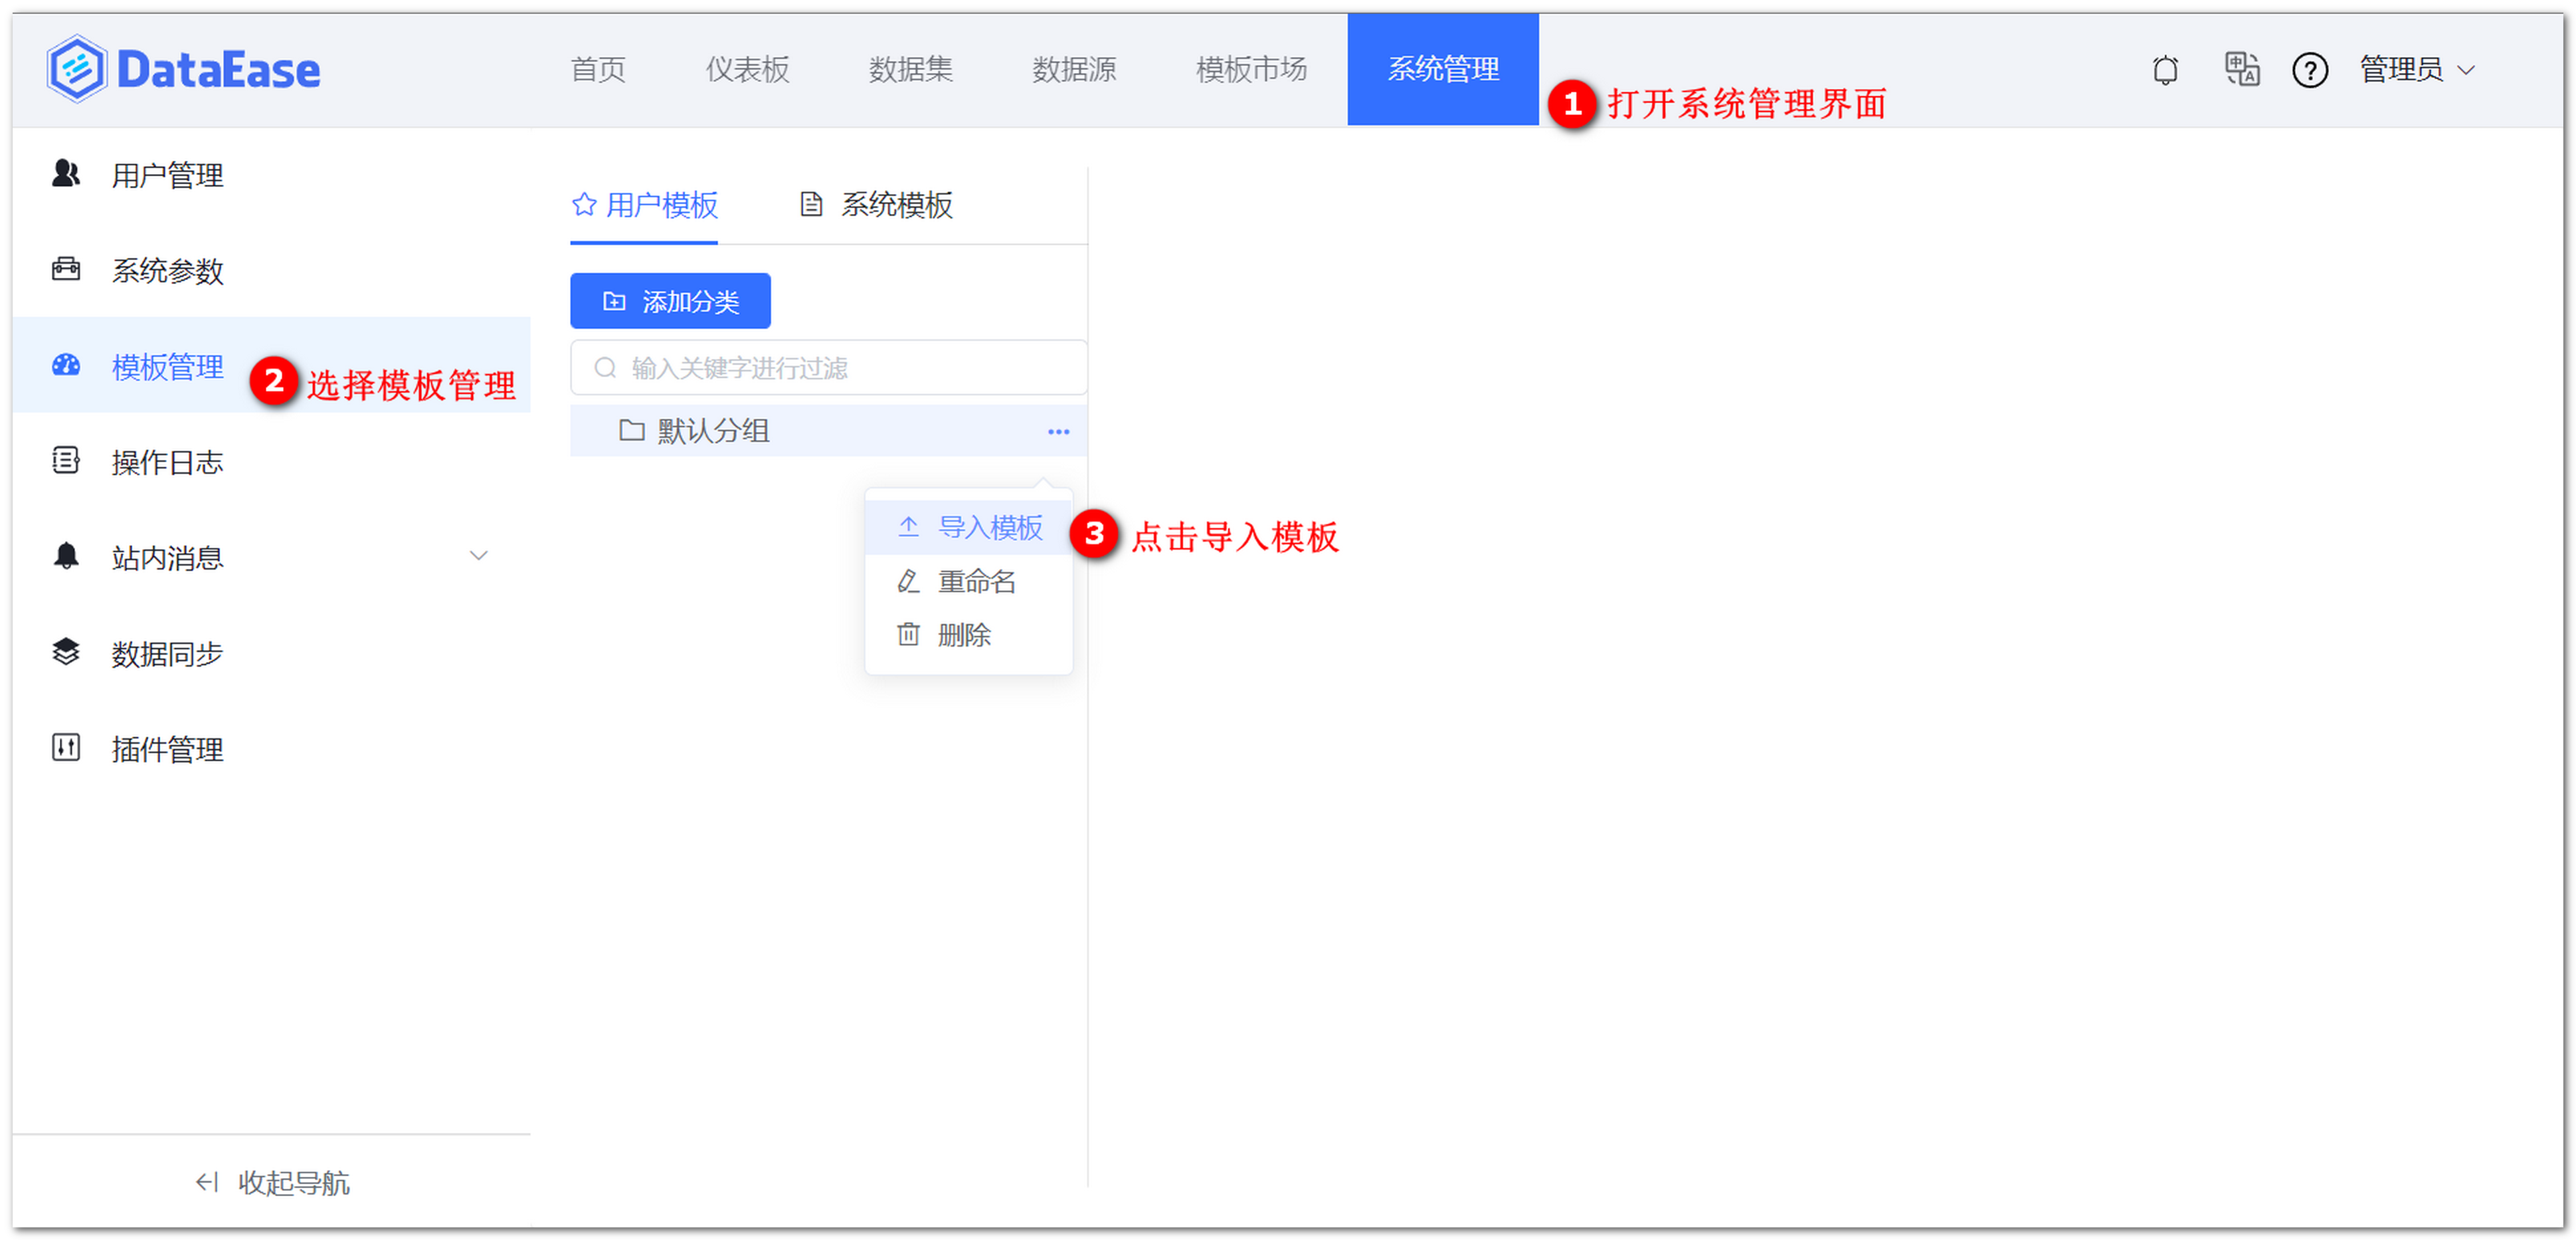 DataEase
首页 仪表板 数据集 数据源 模板市场 系统管理 管理员
1 打开系统管理界面
用户管理
系统参数
模板管理
2 选择模板管理
操作日志
站内消息
数据同步
插件管理
收起导航
用户模板 系统模板
添加分类
输入关键字进行过滤
默认分组 ...
导入模板
3 点击导入模板
重命名
删除